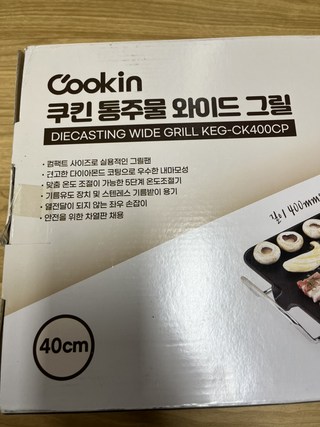 Cookin
쿠킨 통주물 와이드 그릴
DIECASTING WIDE GRILL KEG-CK400CP
· 컴팩트 사이즈로 실용적인 그릴팬
· 견고한 다이아몬드 코팅으로 우수한 내마모성
· 맞춤 온도 조절이 가능한 5단계 온도조절기
· 기름유도 장치 및 스텐레스 기름받이 용기
· 열전달이 되지 않는 좌우 손잡이
· 안전을 위한 차열판 채용
길이 400mm
40cm